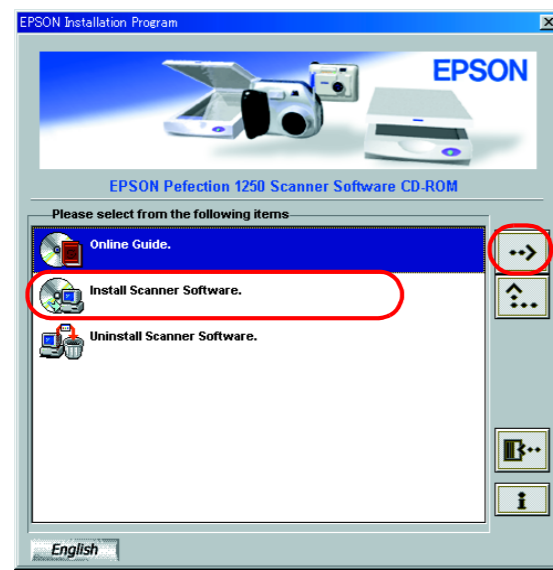 EPSON Installation Program
EPSON
EPSON Pefection 1250 Scanner Software CD-ROM
Please select from the following items
Online Guide.
Install Scanner Software.
Uninstall Scanner Software.
English